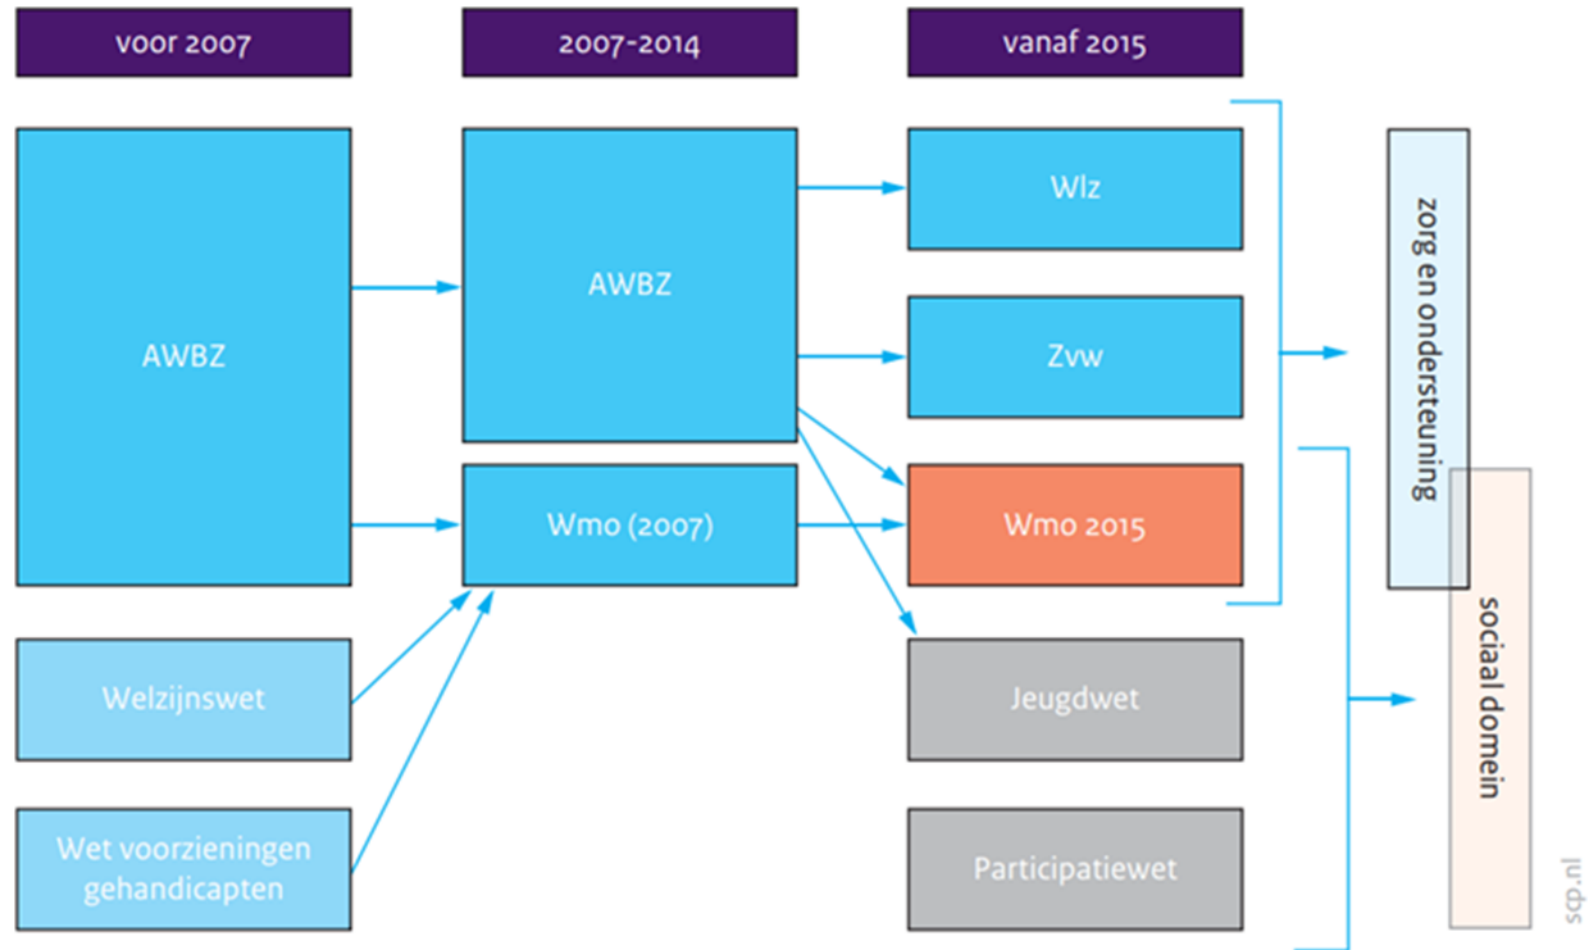 voor 2007
2007-2014
vanaf 2015
AWBZ
AWBZ
Wlz
Zvw
Wmo (2007)
Wmo 2015
Welzijnswet
Jeugdwet
Wet voorzieningen
gehandicapten
Participatiewet
zorg en ondersteuning
sociaal domein
scp.nl